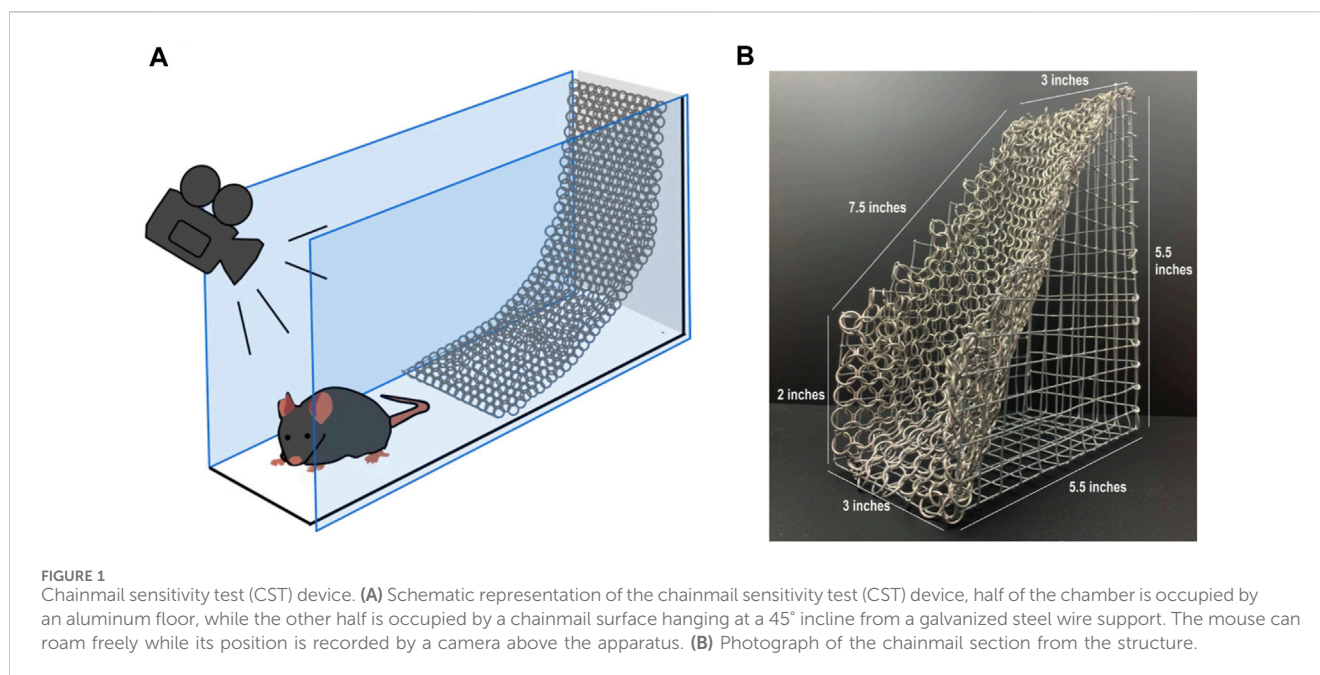 A
B
3 inches
7.5 inches
5.5
inches
2 inches
3 inches
5.5 inches
FIGURE 1
Chainmail sensitivity test (CST) device. (A) Schematic representation of the chainmail sensitivity test (CST) device, half of the chamber is occupied by
an aluminum floor, while the other half is occupied by a chainmail surface hanging at a 45° incline from a galvanized steel wire support. The mouse can
roam freely while its position is recorded by a camera above the apparatus. (B) Photograph of the chainmail section from the structure.